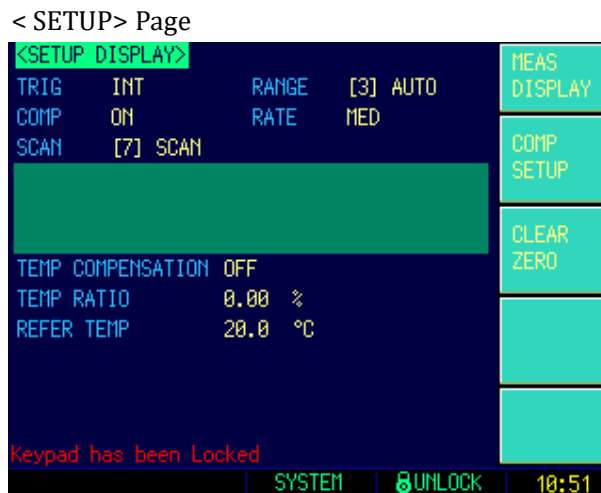 < SETUP> Page
<SETUP DISPLAY>
TRIG INT RANGE [3] AUTO
COMP ON RATE MED
SCAN [7] SCAN
TEMP COMPENSATION OFF
TEMP RATIO 0.00 %
REFER TEMP 20.0 °C
Keypad has been Locked
MEAS
DISPLAY
COMP
SETUP
CLEAR
ZERO
SYSTEM UNLOCK 10:51